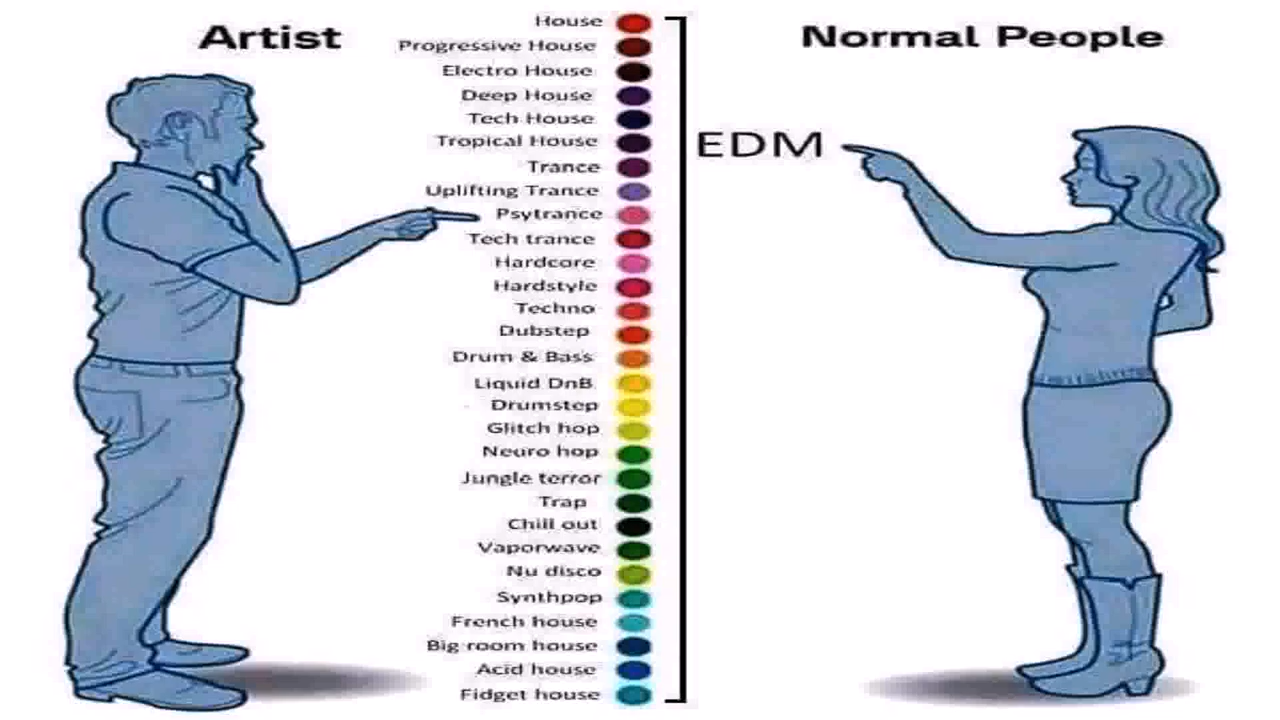 Artist
Normal People
House
Progressive House
Electro House
Deep House
Tech House
Tropical House
EDM
Trance
Uplifting Trance
Psytrance
Tech trance
Hardcore
Hardstyle
Techno
Dubstep
Drum & Bass
Liquid DnB
Drumstep
Glitch hop
Neuro hop
Jungle terror
Trap
Chill out
Vaporwave
Nu disco
Synthpop
French house
Big room house
Acid house
Fidget house